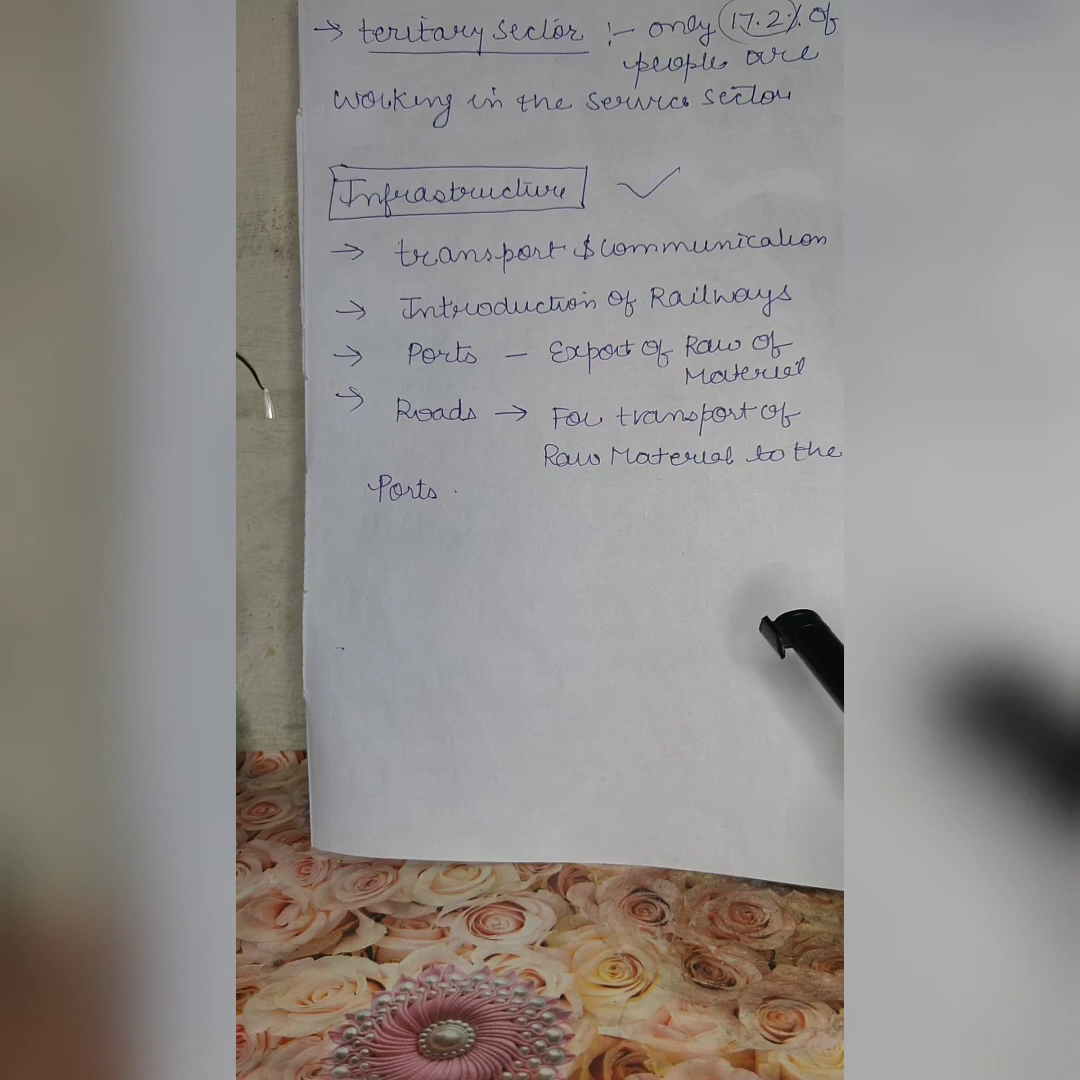 → teritary sector :- only 17.2% of
people are
working in the service sector
Infrastructure ✓
→ transport & communication
→ Introduction of Railways
→ Ports — Export of Raw of
Material
→ Roads → For transport of
Raw Material to the
Ports.